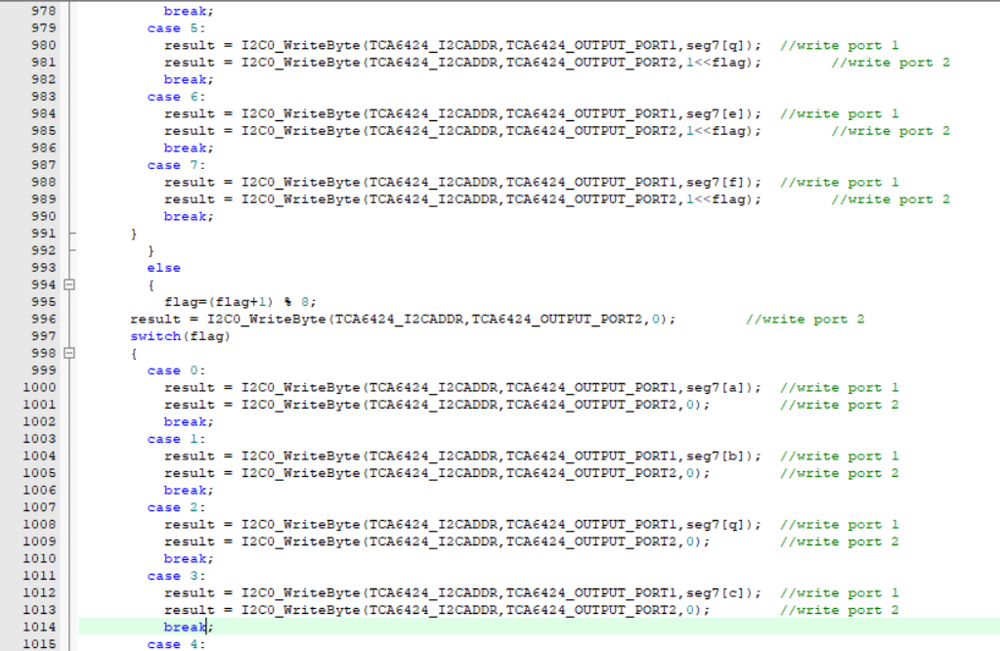 978 break;
979 case 5:
980 result = I2C0_WriteByte(TCA6424_I2CADDR,TCA6424_OUTPUT_PORT1,seg7[q]); //write port 1
981 result = I2C0_WriteByte(TCA6424_I2CADDR,TCA6424_OUTPUT_PORT2,1<<flag); //write port 2
982 break;
983 case 6:
984 result = I2C0_WriteByte(TCA6424_I2CADDR,TCA6424_OUTPUT_PORT1,seg7[e]); //write port 1
985 result = I2C0_WriteByte(TCA6424_I2CADDR,TCA6424_OUTPUT_PORT2,1<<flag); //write port 2
986 break;
987 case 7:
988 result = I2C0_WriteByte(TCA6424_I2CADDR,TCA6424_OUTPUT_PORT1,seg7[f]); //write port 1
989 result = I2C0_WriteByte(TCA6424_I2CADDR,TCA6424_OUTPUT_PORT2,1<<flag); //write port 2
990 break;
991 }
992 }
993 else
994 {
995 flag=(flag+1) % 8;
996 result = I2C0_WriteByte(TCA6424_I2CADDR,TCA6424_OUTPUT_PORT2,0); //write port 2
997 switch(flag)
998 {
999 case 0:
1000 result = I2C0_WriteByte(TCA6424_I2CADDR,TCA6424_OUTPUT_PORT1,seg7[a]); //write port 1
1001 result = I2C0_WriteByte(TCA6424_I2CADDR,TCA6424_OUTPUT_PORT2,0); //write port 2
1002 break;
1003 case 1:
1004 result = I2C0_WriteByte(TCA6424_I2CADDR,TCA6424_OUTPUT_PORT1,seg7[b]); //write port 1
1005 result = I2C0_WriteByte(TCA6424_I2CADDR,TCA6424_OUTPUT_PORT2,0); //write port 2
1006 break;
1007 case 2:
1008 result = I2C0_WriteByte(TCA6424_I2CADDR,TCA6424_OUTPUT_PORT1,seg7[q]); //write port 1
1009 result = I2C0_WriteByte(TCA6424_I2CADDR,TCA6424_OUTPUT_PORT2,0); //write port 2
1010 break;
1011 case 3:
1012 result = I2C0_WriteByte(TCA6424_I2CADDR,TCA6424_OUTPUT_PORT1,seg7[c]); //write port 1
1013 result = I2C0_WriteByte(TCA6424_I2CADDR,TCA6424_OUTPUT_PORT2,0); //write port 2
1014 break;
1015 case 4: